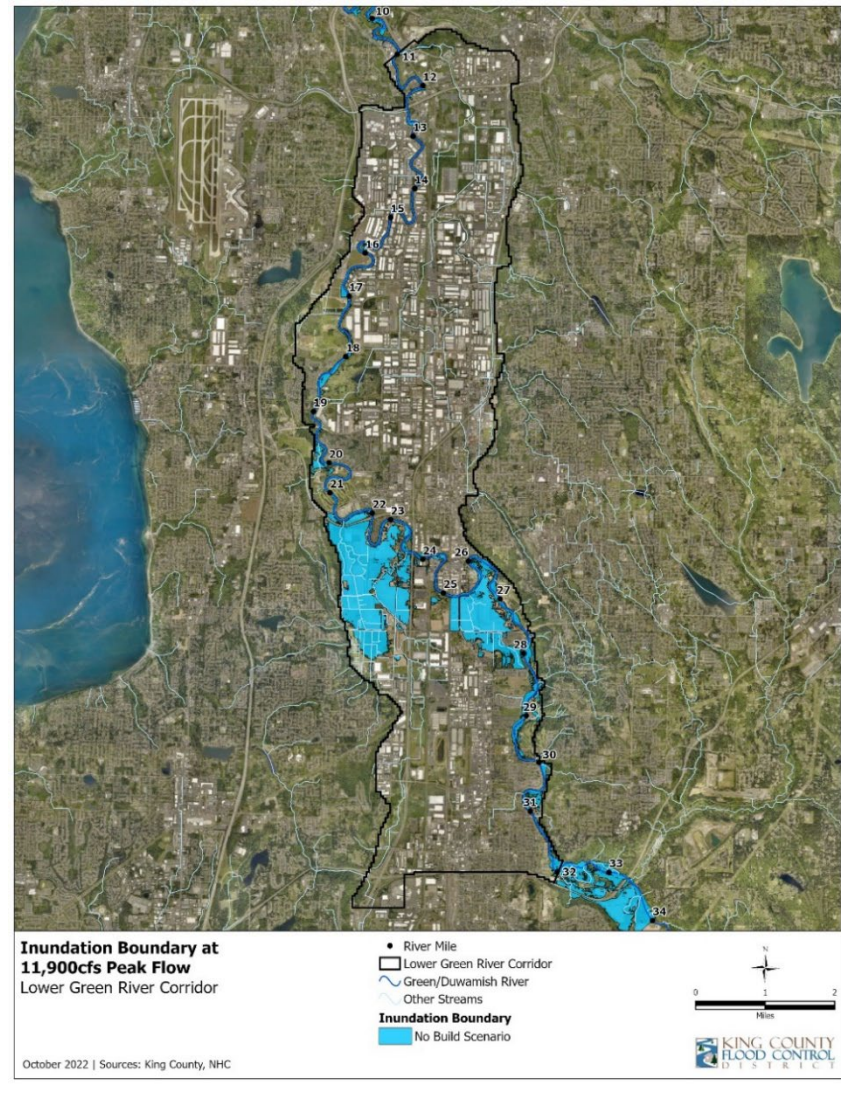 10
11
12
13
14
15
16
17
18
19
20
21
22
23
24
25
26
27
28
29
30
31
32
33
34
Inundation Boundary at
11,900cfs Peak Flow
Lower Green River Corridor
October 2022 | Sources: King County, NHC
River Mile
Lower Green River Corridor
Green/Duwamish River
Other Streams
Inundation Boundary
No Build Scenario
N
0 1 2
Miles
KING COUNTY
FLOOD CONTROL
DISTRICT